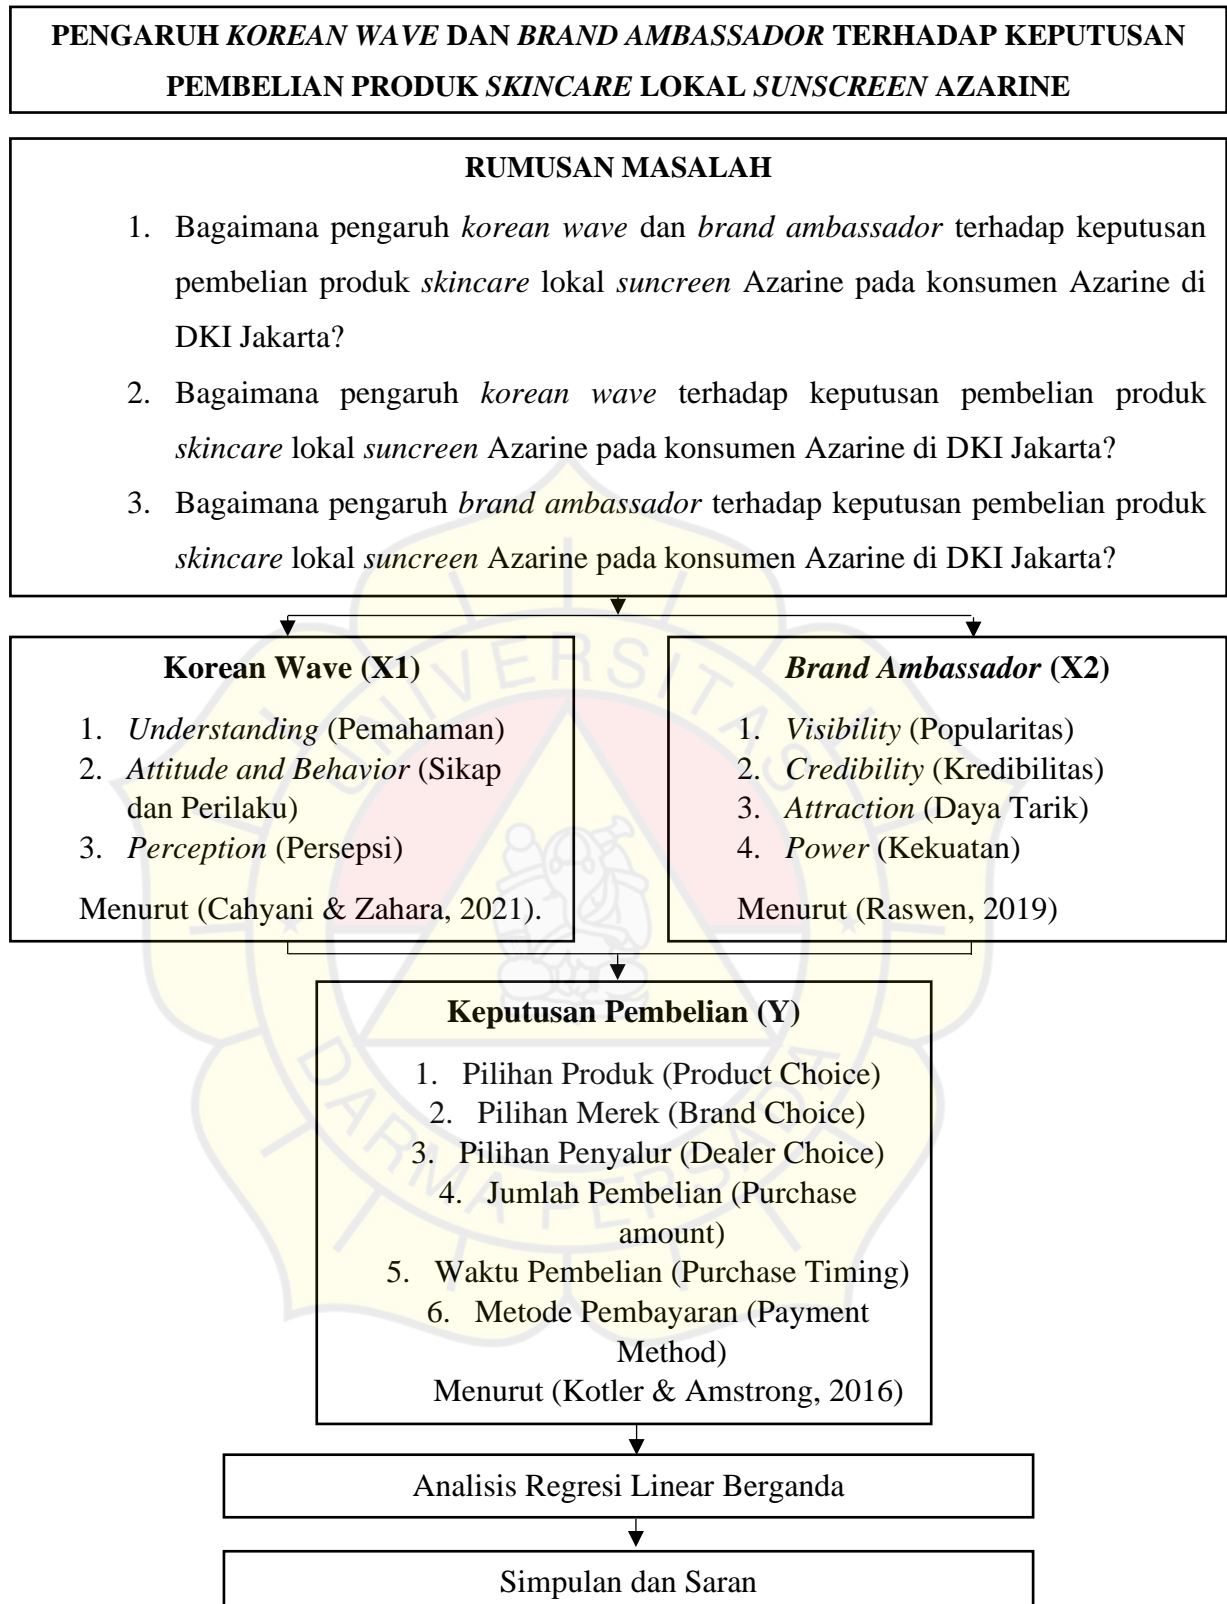 PENGARUH KOREAN WAVE DAN BRAND AMBASSADOR TERHADAP KEPUTUSAN
PEMBELIAN PRODUK SKINCARE LOKAL SUNSCREEN AZARINE
RUMUSAN MASALAH
1. Bagaimana pengaruh korean wave dan brand ambassador terhadap keputusan
pembelian produk skincare lokal suncreen Azarine pada konsumen Azarine di
DKI Jakarta?
2. Bagaimana pengaruh korean wave terhadap keputusan pembelian produk
skincare lokal suncreen Azarine pada konsumen Azarine di DKI Jakarta?
3. Bagaimana pengaruh brand ambassador terhadap keputusan pembelian produk
skincare lokal suncreen Azarine pada konsumen Azarine di DKI Jakarta?
Korean Wave (X1)
1. Understanding (Pemahaman)
2. Attitude and Behavior (Sikap
dan Perilaku)
3. Perception (Persepsi)
Menurut (Cahyani & Zahara, 2021).
Brand Ambassador (X2)
1. Visibility (Popularitas)
2. Credibility (Kredibilitas)
3. Attraction (Daya Tarik)
4. Power (Kekuatan)
Menurut (Raswen, 2019)
Keputusan Pembelian (Y)
1. Pilihan Produk (Product Choice)
2. Pilihan Merek (Brand Choice)
3. Pilihan Penyalur (Dealer Choice)
4. Jumlah Pembelian (Purchase
amount)
5. Waktu Pembelian (Purchase Timing)
6. Metode Pembayaran (Payment
Method)
Menurut (Kotler & Amstrong, 2016)
Analisis Regresi Linear Berganda
Simpulan dan Saran
UNIVERSITAS
DARMA PERSADA